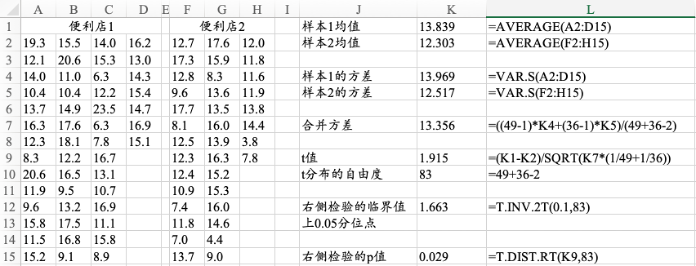 A B C D E F G H I J K L
1 便利店1 便利店2 样本1均值 13.839 =AVERAGE(A2:D15)
2 19.3 15.5 14.0 16.2 12.7 17.6 12.0 样本2均值 12.303 =AVERAGE(F2:H15)
3 12.1 20.6 15.3 13.0 17.3 15.9 11.8
4 14.0 11.0 6.3 14.3 12.8 8.3 11.6 样本1的方差 13.969 =VAR.S(A2:D15)
5 10.4 10.4 12.2 15.4 9.6 13.6 11.9 样本2的方差 12.517 =VAR.S(F2:H15)
6 13.7 14.9 23.5 14.7 17.7 13.5 13.8
7 16.3 17.6 6.3 16.9 8.1 16.0 14.4 合并方差 13.356 =((49-1)*K4+(36-1)*K5)/(49+36-2)
8 12.3 18.1 7.8 15.1 12.5 13.9 3.8
9 8.3 12.2 16.7 12.3 16.3 7.8 t值 1.915 =(K1-K2)/SQRT(K7*(1/49+1/36))
10 20.6 16.5 13.1 12.4 15.2 t分布的自由度 83 =49+36-2
11 11.9 9.5 10.7 10.9 15.3
12 9.6 13.2 16.9 7.4 16.0 右侧检验的临界值 1.663 =T.INV.2T(0.1,83)
13 15.8 17.5 11.1 11.8 14.6 上0.05分位点
14 11.5 16.8 15.8 7.0 4.4
15 15.2 9.1 8.9 13.7 9.0 右侧检验的p值 0.029 =T.DIST.RT(K9,83)